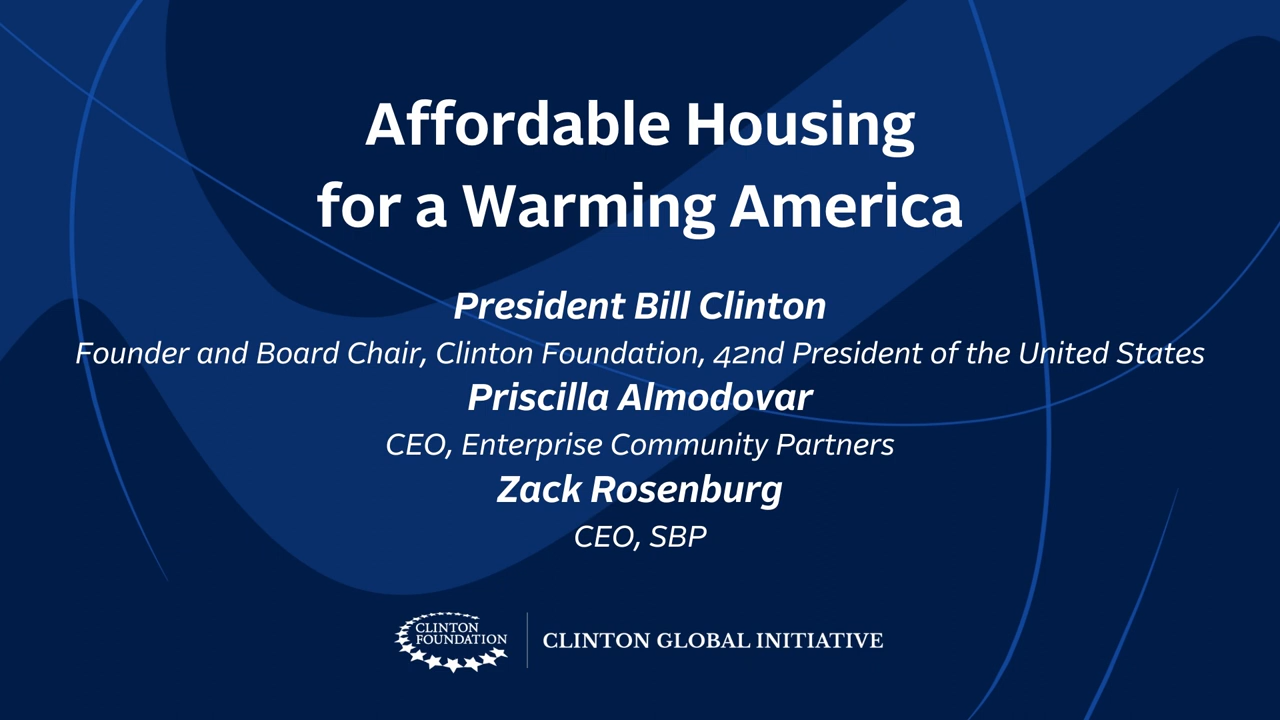 Affordable Housing
for a Warming America
President Bill Clinton
Founder and Board Chair, Clinton Foundation, 42nd President of the United States
Priscilla Almodovar
CEO, Enterprise Community Partners
Zack Rosenburg
CEO, SBP
CLINTON
FOUNDATION
CLINTON GLOBAL INITIATIVE